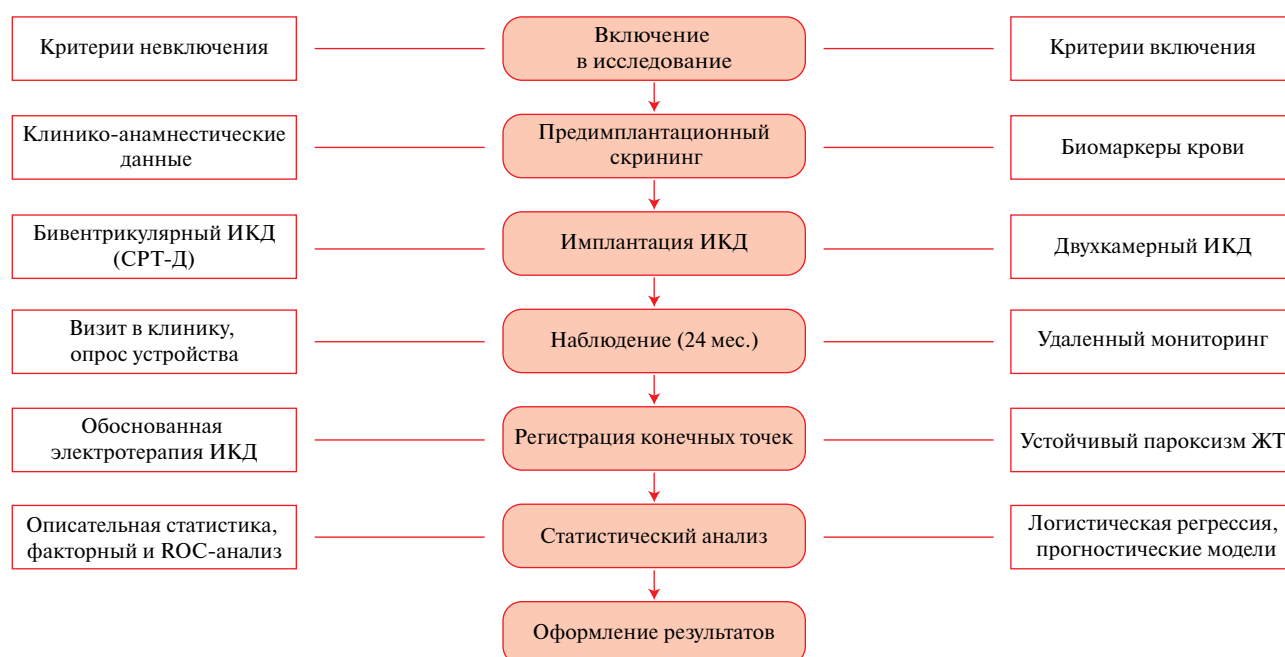 Критерии невключения
Включение
в исследование
Критерии включения
Клинико-анамнестические
данные
Предимплантационный
скрининг
Биомаркеры крови
Бивентрикулярный ИКД
(СРТ-Д)
Имплантация ИКД
Двухкамерный ИКД
Визит в клинику,
опрос устройства
Наблюдение (24 мес.)
Удаленный мониторинг
Обоснованная
электротерапия ИКД
Регистрация конечных точек
Устойчивый пароксизм ЖТ
Описательная статистика,
факторный и ROC-анализ
Статистический анализ
Логистическая регрессия,
прогностические модели
Оформление результатов